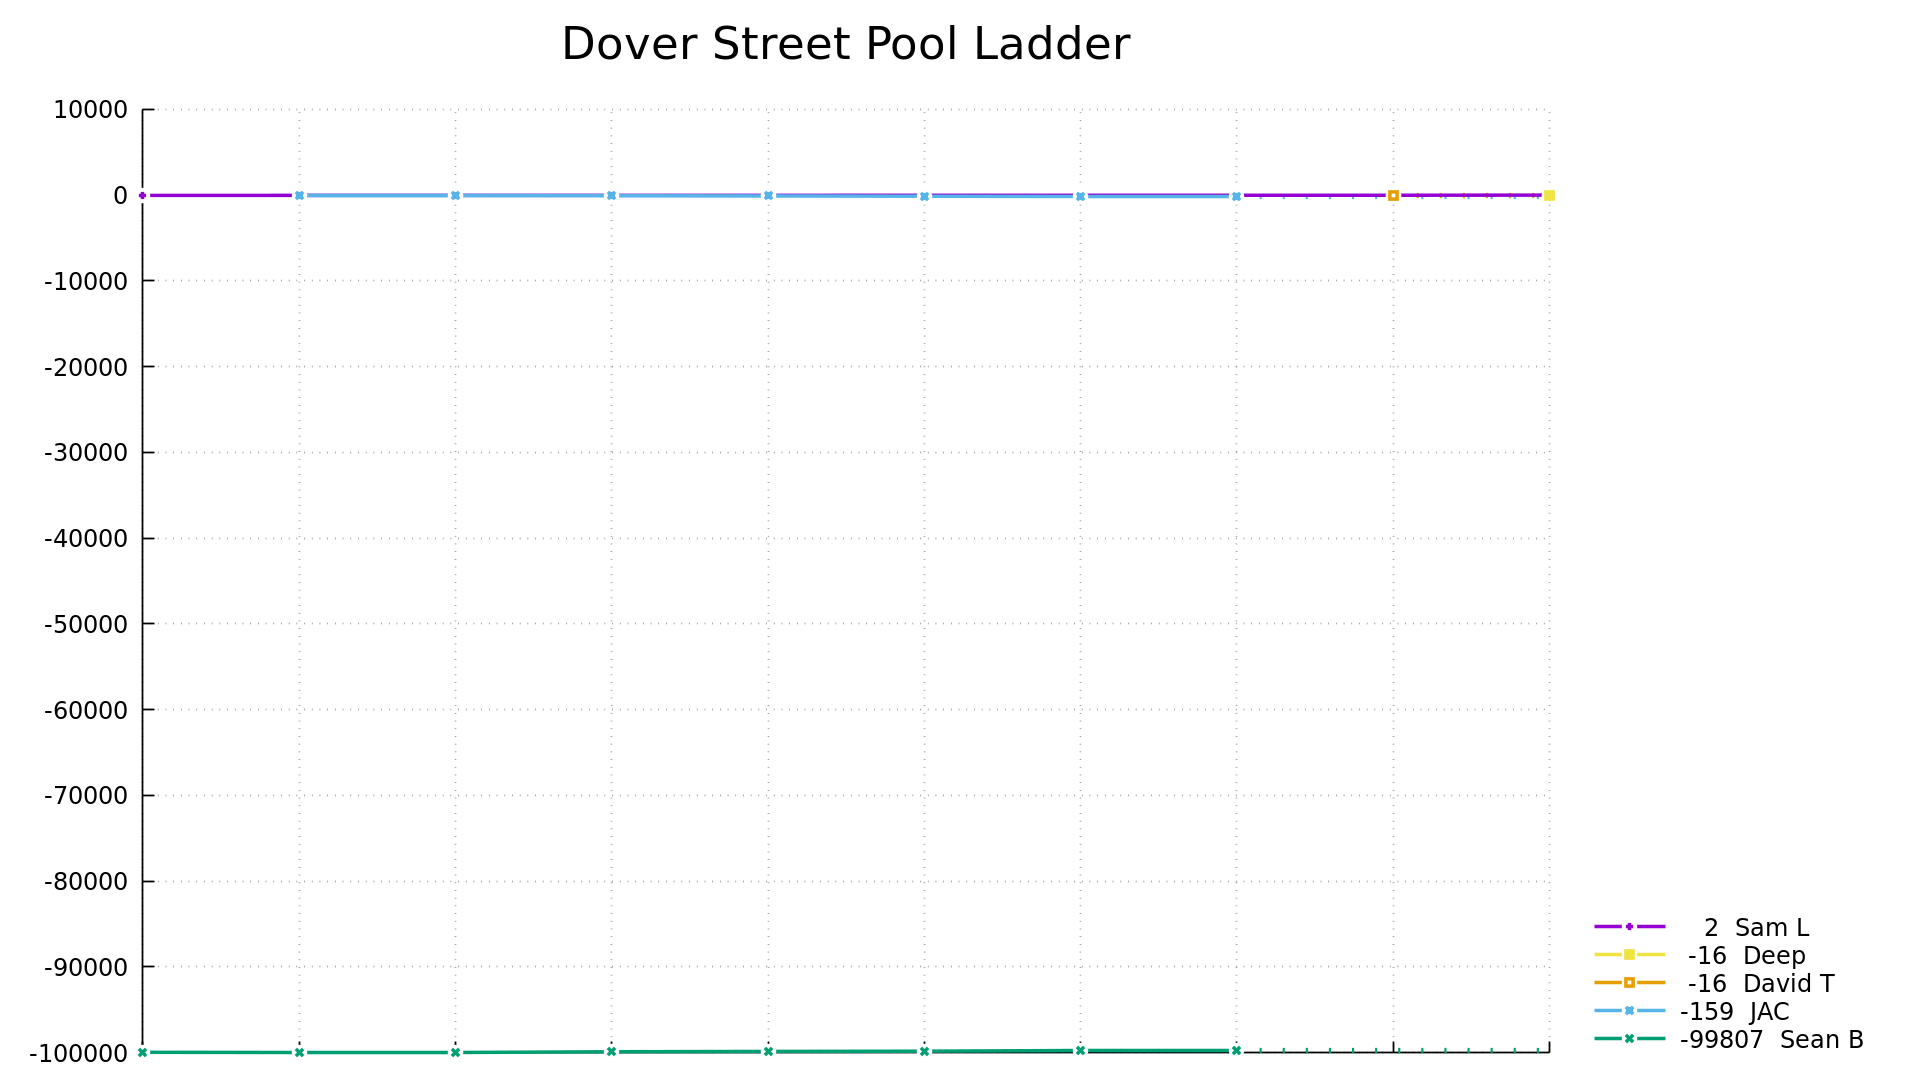 Dover Street Pool Ladder
10000
0
-10000
-20000
-30000
-40000
-50000
-60000
-70000
-80000
-90000
-100000
2 Sam L
-16 Deep
-16 David T
-159 JAC
-99807 Sean B